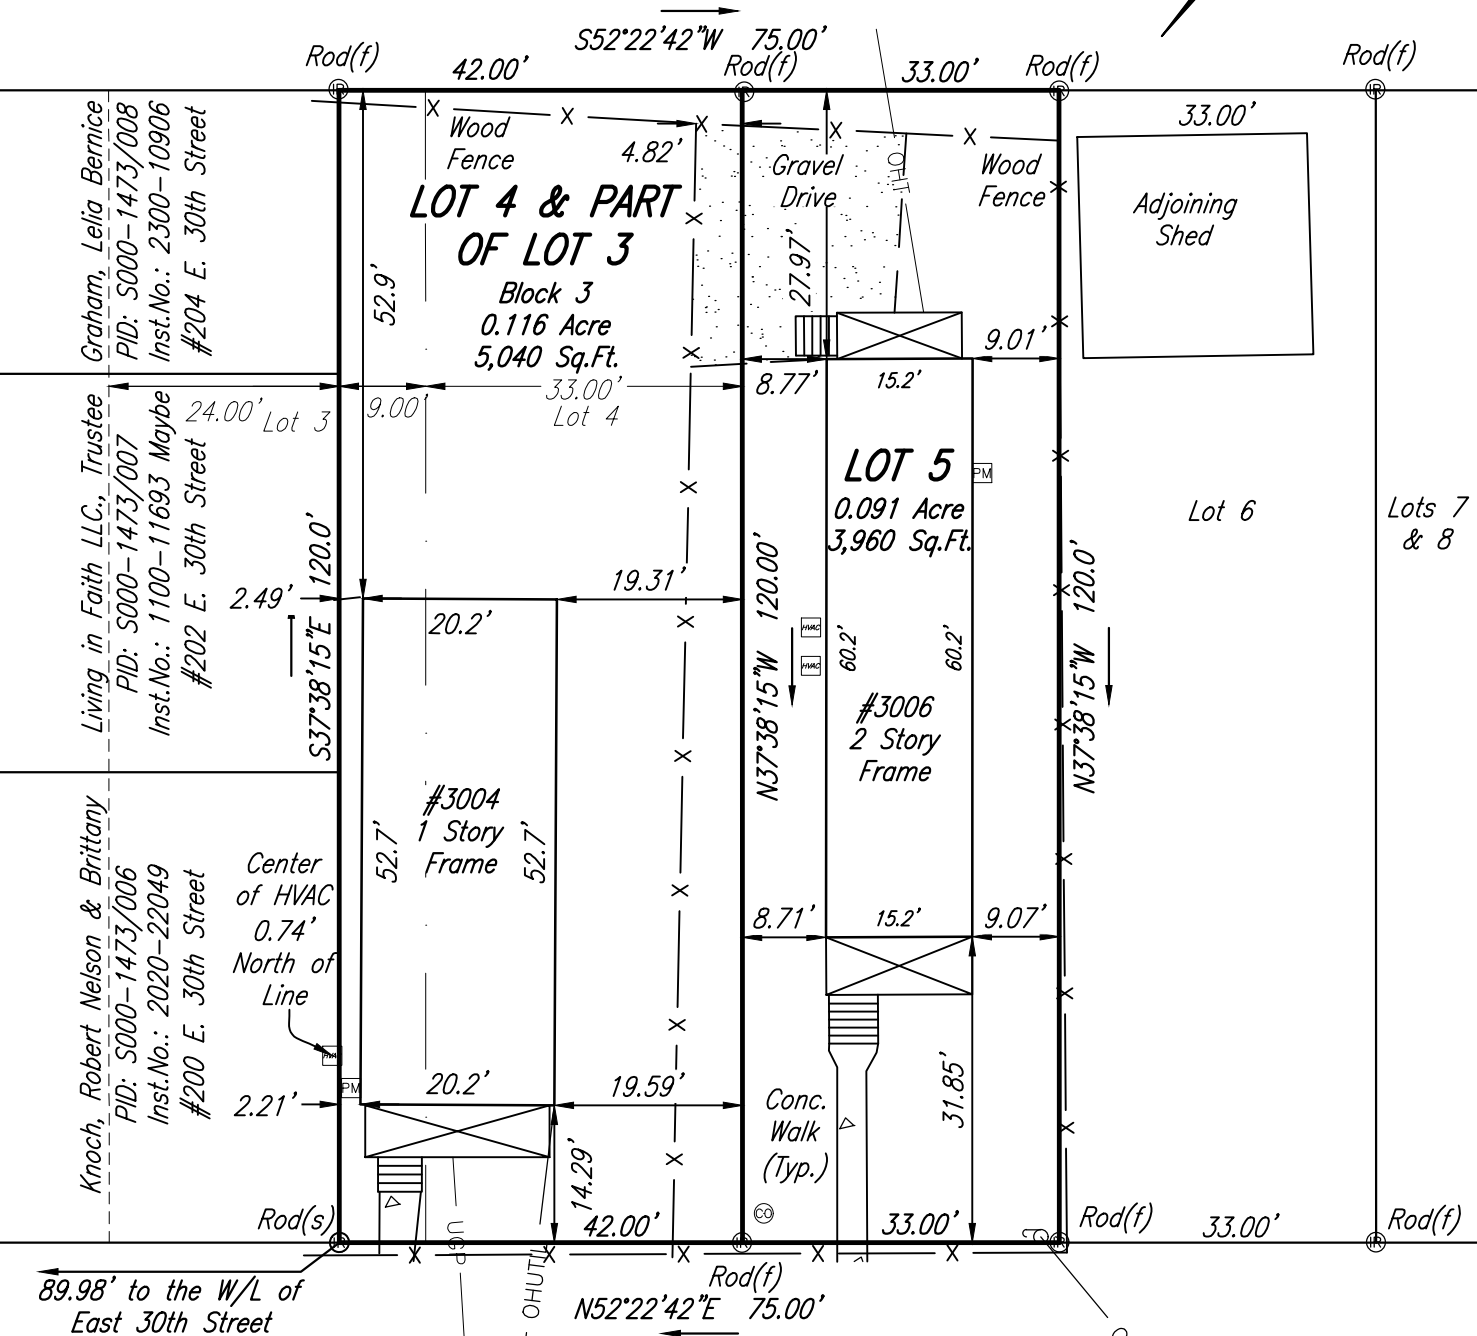 S52°22'42"W 75.00'
Rod(f)
42.00'
Rod(f)
33.00'
Rod(f)
Rod(f)
33.00'
Graham, Lelia Bernice
PID: S000-1473/008
Inst.No.: 2300-10906
#204 E. 30th Street
Wood
Fence
4.82'
Gravel
Drive
OHT
Wood
Fence
Adjoining
Shed
LOT 4 & PART
OF LOT 3
Block 3
0.116 Acre
5,040 Sq.Ft.
52.9'
27.97'
9.01'
8.77'
15.2'
24.00'
Lot 3
9.00'
33.00'
Lot 4
Living in Faith LLC., Trustee
PID: S000-1473/007
Inst.No.: 1100-11693 Maybe
#202 E. 30th Street
LOT 5
0.091 Acre
3,960 Sq.Ft.
PM
Lot 6
Lots 7
& 8
S37°38'15"E 120.0'
N37°38'15"W 120.00'
N37°38'15"W 120.0'
2.49'
20.2'
19.31'
HVAC
HVAC
60.2'
60.2'
#3006
2 Story
Frame
#3004
1 Story
Frame
52.7'
52.7'
Knoch, Robert Nelson & Brittany
PID: S000-1473/006
Inst.No.: 2020-22049
#200 E. 30th Street
Center
of HVAC
0.74'
North of
Line
8.71'
15.2'
9.07'
HVAC
PM
2.21'
20.2'
19.59'
Conc.
Walk
(Typ.)
31.85'
14.29'
CO
Rod(s)
42.00'
33.00'
Rod(f)
33.00'
Rod(f)
UGP
OHUTIL
89.98' to the W/L of
East 30th Street
Rod(f)
N52°22'42"E 75.00'